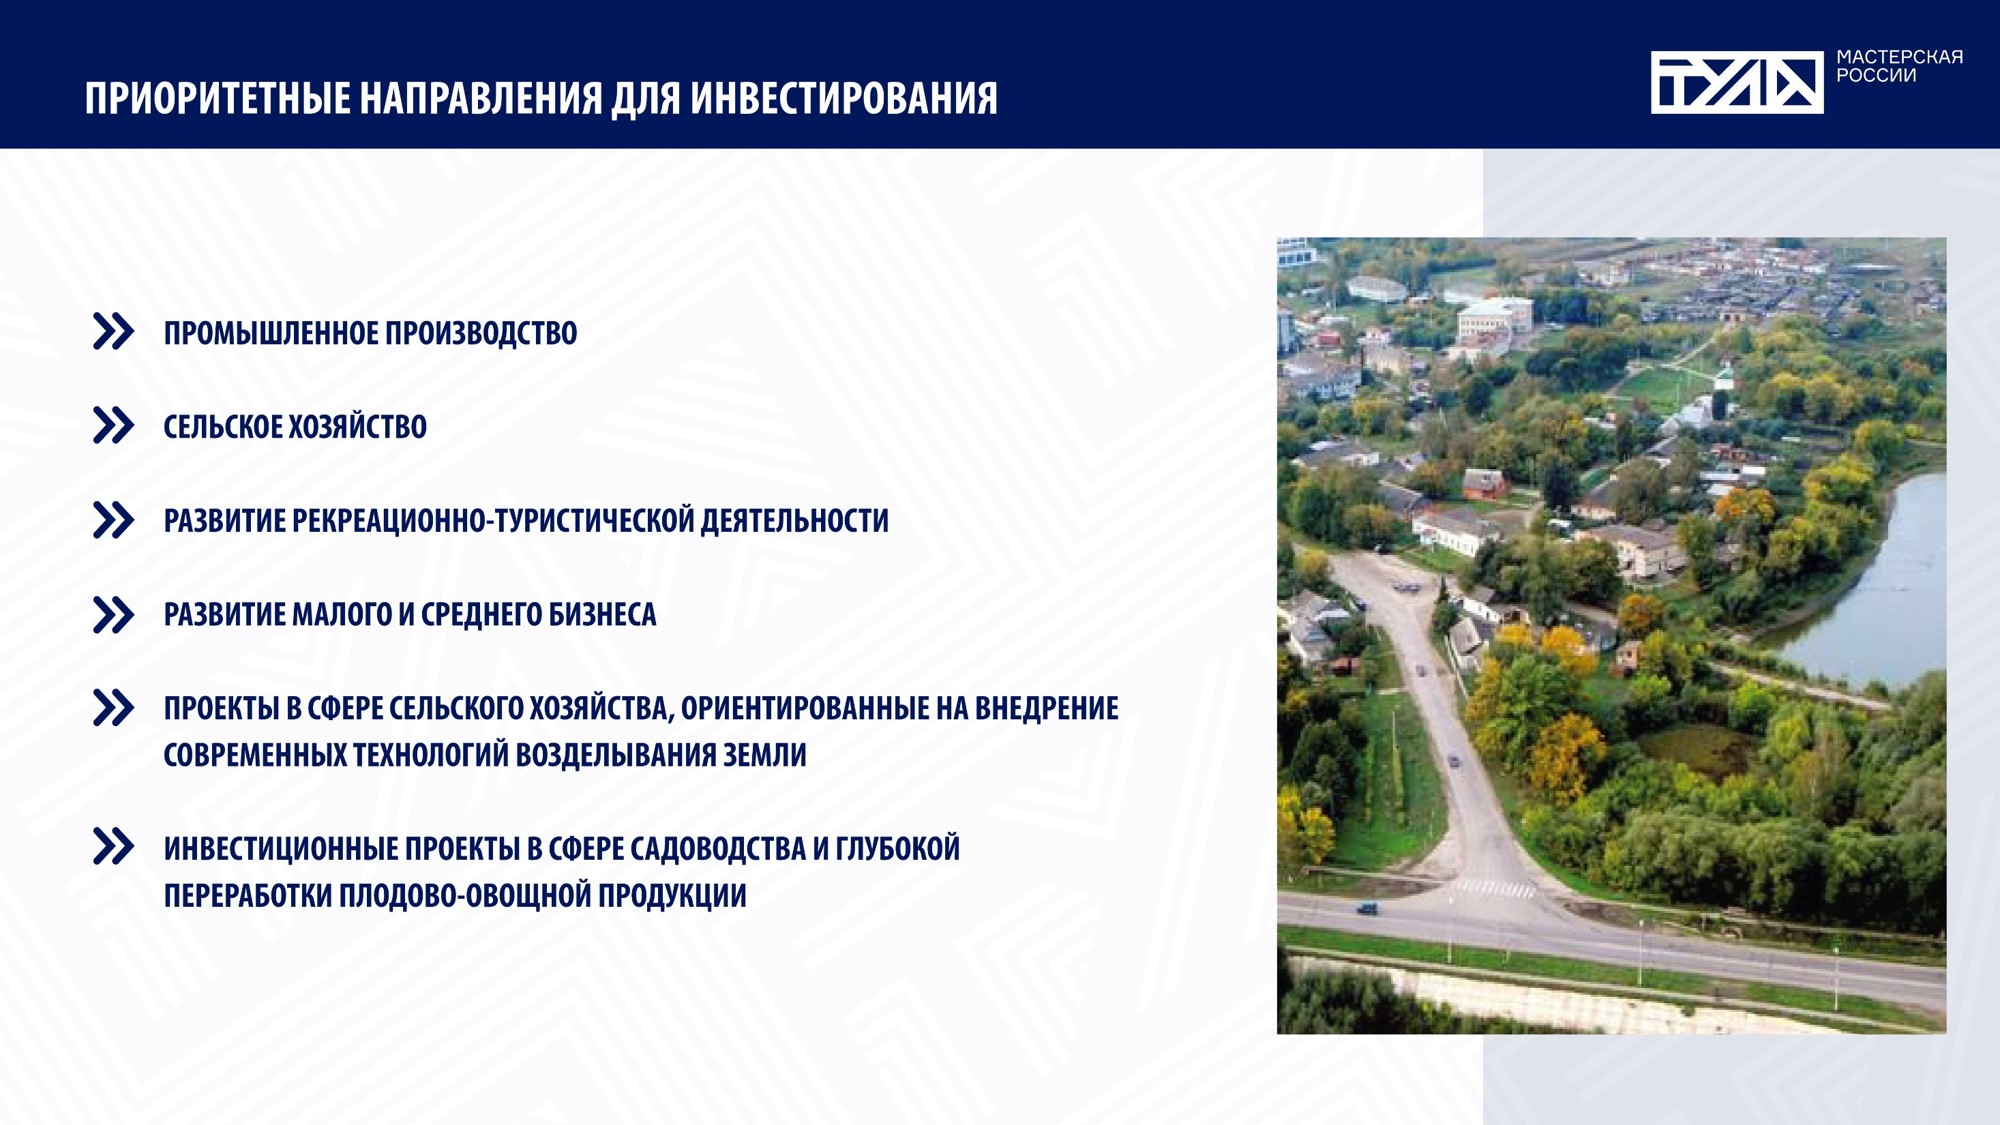 ПРИОРИТЕТНЫЕ НАПРАВЛЕНИЯ ДЛЯ ИНВЕСТИРОВАНИЯ
ТУЛА
МАСТЕРСКАЯ
РОССИИ
ПРОМЫШЛЕННОЕ ПРОИЗВОДСТВО
СЕЛЬСКОЕ ХОЗЯЙСТВО
РАЗВИТИЕ РЕКРЕАЦИОННО-ТУРИСТИЧЕСКОЙ ДЕЯТЕЛЬНОСТИ
РАЗВИТИЕ МАЛОГО И СРЕДНЕГО БИЗНЕСА
ПРОЕКТЫ В СФЕРЕ СЕЛЬСКОГО ХОЗЯЙСТВА, ОРИЕНТИРОВАННЫЕ НА ВНЕДРЕНИЕ
СОВРЕМЕННЫХ ТЕХНОЛОГИЙ ВОЗДЕЛЫВАНИЯ ЗЕМЛИ
ИНВЕСТИЦИОННЫЕ ПРОЕКТЫ В СФЕРЕ САДОВОДСТВА И ГЛУБОКОЙ
ПЕРЕРАБОТКИ ПЛОДОВО-ОВОЩНОЙ ПРОДУКЦИИ